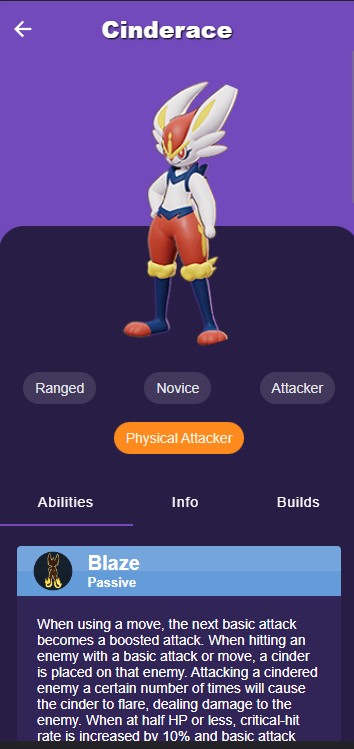 Cinderace
Ranged
Novice
Attacker
Physical Attacker
Abilities
Info
Builds
Blaze
Passive
When using a move, the next basic attack
becomes a boosted attack. When hitting an
enemy with a basic attack or move, a cinder
is placed on that enemy. Attacking a cindered
enemy a certain number of times will cause
the cinder to flare, dealing damage to the
enemy. When at half HP or less, critical-hit
rate is increased by 10% and basic attack